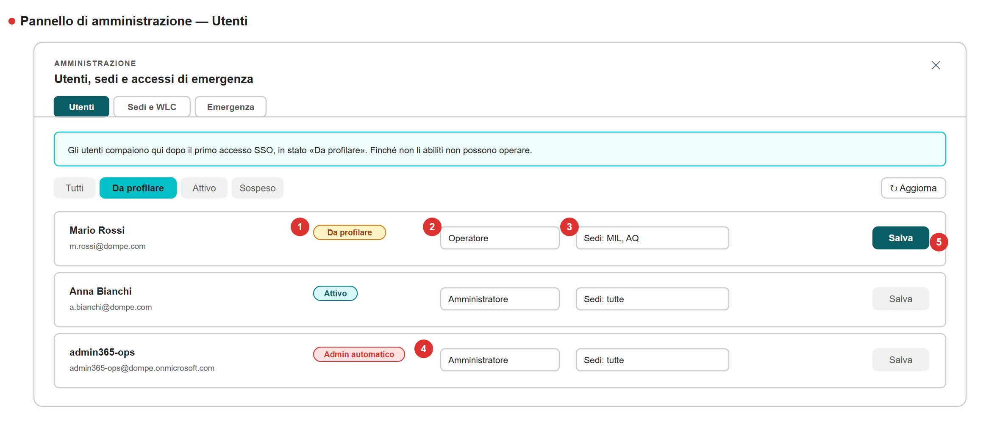 Pannello di amministrazione — Utenti
AMMINISTRAZIONE
Utenti, sedi e accessi di emergenza
Utenti
Sedi e WLC
Emergenza
Gli utenti compaiono qui dopo il primo accesso SSO, in stato «Da profilare». Finché non li abiliti non possono operare.
Tutti
Da profilare
Attivo
Sospeso
↻ Aggiorna
Mario Rossi
m.rossi@dompe.com
1
Da profilare
2
Operatore
3
Sedi: MIL, AQ
Salva
5
Anna Bianchi
a.bianchi@dompe.com
Attivo
Amministratore
Sedi: tutte
Salva
admin365-ops
admin365-ops@dompe.onmicrosoft.com
Admin automatico
4
Amministratore
Sedi: tutte
Salva